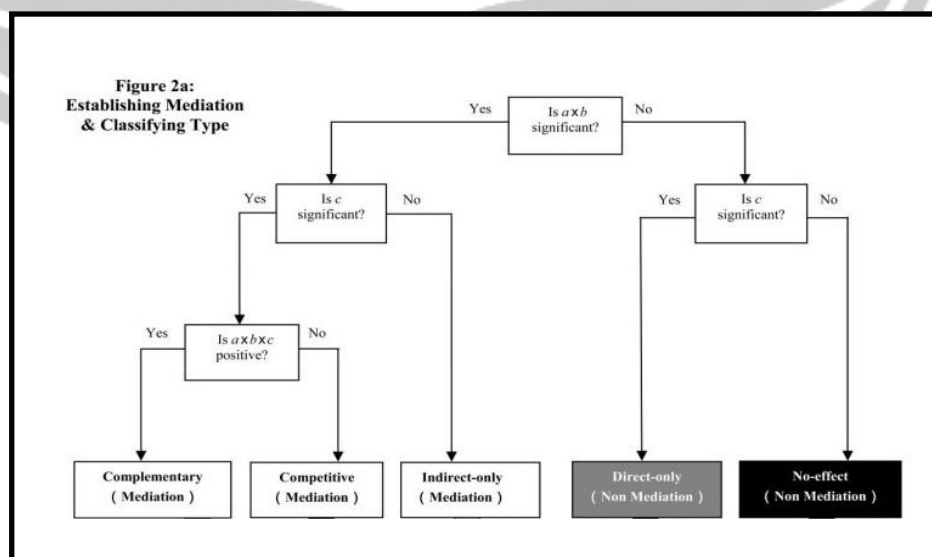 Figure 2a:
Establishing Mediation
& Classifying Type
Yes
Is a x b
significant?
No
Yes
Is c
significant?
No
Yes
Is c
significant?
No
Yes
Is a x b x c
positive?
No
Complementary
( Mediation )
Competitive
( Mediation )
Indirect-only
( Mediation )
Direct-only
( Non Mediation )
No-effect
( Non Mediation )